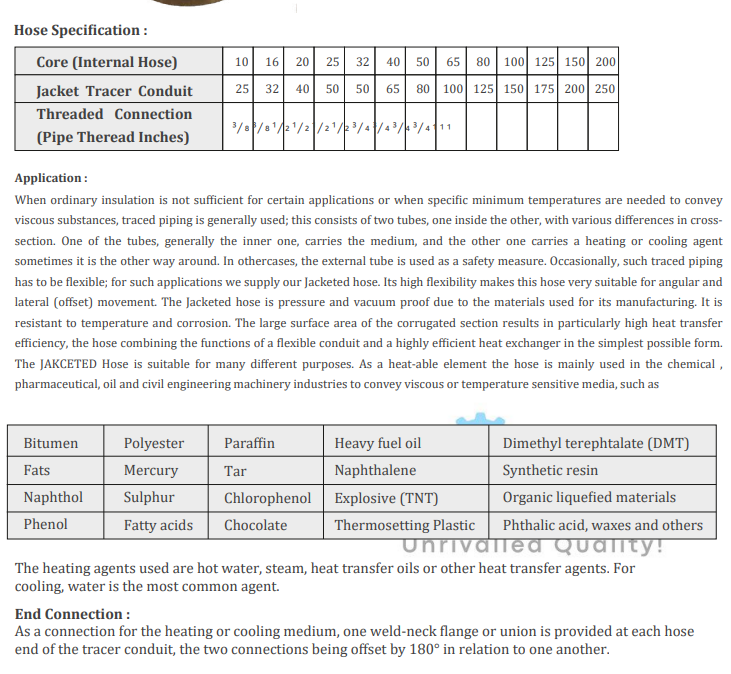 Hose Specification :
Core (Internal Hose) 10 16 20 25 32 40 50 65 80 100 125 150 200
Jacket Tracer Conduit 25 32 40 50 50 65 80 100 125 150 175 200 250
Threaded Connection
(Pipe Theread Inches) 3/8 3/8 1/2 1/2 1/2 1/2 3/4 3/4 3/4 3/4 1 1 1
Application :
When ordinary insulation is not sufficient for certain applications or when specific minimum temperatures are needed to convey
viscous substances, traced piping is generally used; this consists of two tubes, one inside the other, with various differences in cross-
section. One of the tubes, generally the inner one, carries the medium, and the other one carries a heating or cooling agent
sometimes it is the other way around. In othercases, the external tube is used as a safety measure. Occasionally, such traced piping
has to be flexible; for such applications we supply our Jacketed hose. Its high flexibility makes this hose very suitable for angular and
lateral (offset) movement. The Jacketed hose is pressure and vacuum proof due to the materials used for its manufacturing. It is
resistant to temperature and corrosion. The large surface area of the corrugated section results in particularly high heat transfer
efficiency, the hose combining the functions of a flexible conduit and a highly efficient heat exchanger in the simplest possible form.
The JAKCETED Hose is suitable for many different purposes. As a heat-able element the hose is mainly used in the chemical ,
pharmaceutical, oil and civil engineering machinery industries to convey viscous or temperature sensitive media, such as
Bitumen Polyester Paraffin Heavy fuel oil Dimethyl terephtalate (DMT)
Fats Mercury Tar Naphthalene Synthetic resin
Naphthol Sulphur Chlorophenol Explosive (TNT) Organic liquefied materials
Phenol Fatty acids Chocolate Thermosetting Plastic Phthalic acid, waxes and others
Unrivalled Quality!
The heating agents used are hot water, steam, heat transfer oils or other heat transfer agents. For
cooling, water is the most common agent.
End Connection :
As a connection for the heating or cooling medium, one weld-neck flange or union is provided at each hose
end of the tracer conduit, the two connections being offset by 180° in relation to one another.